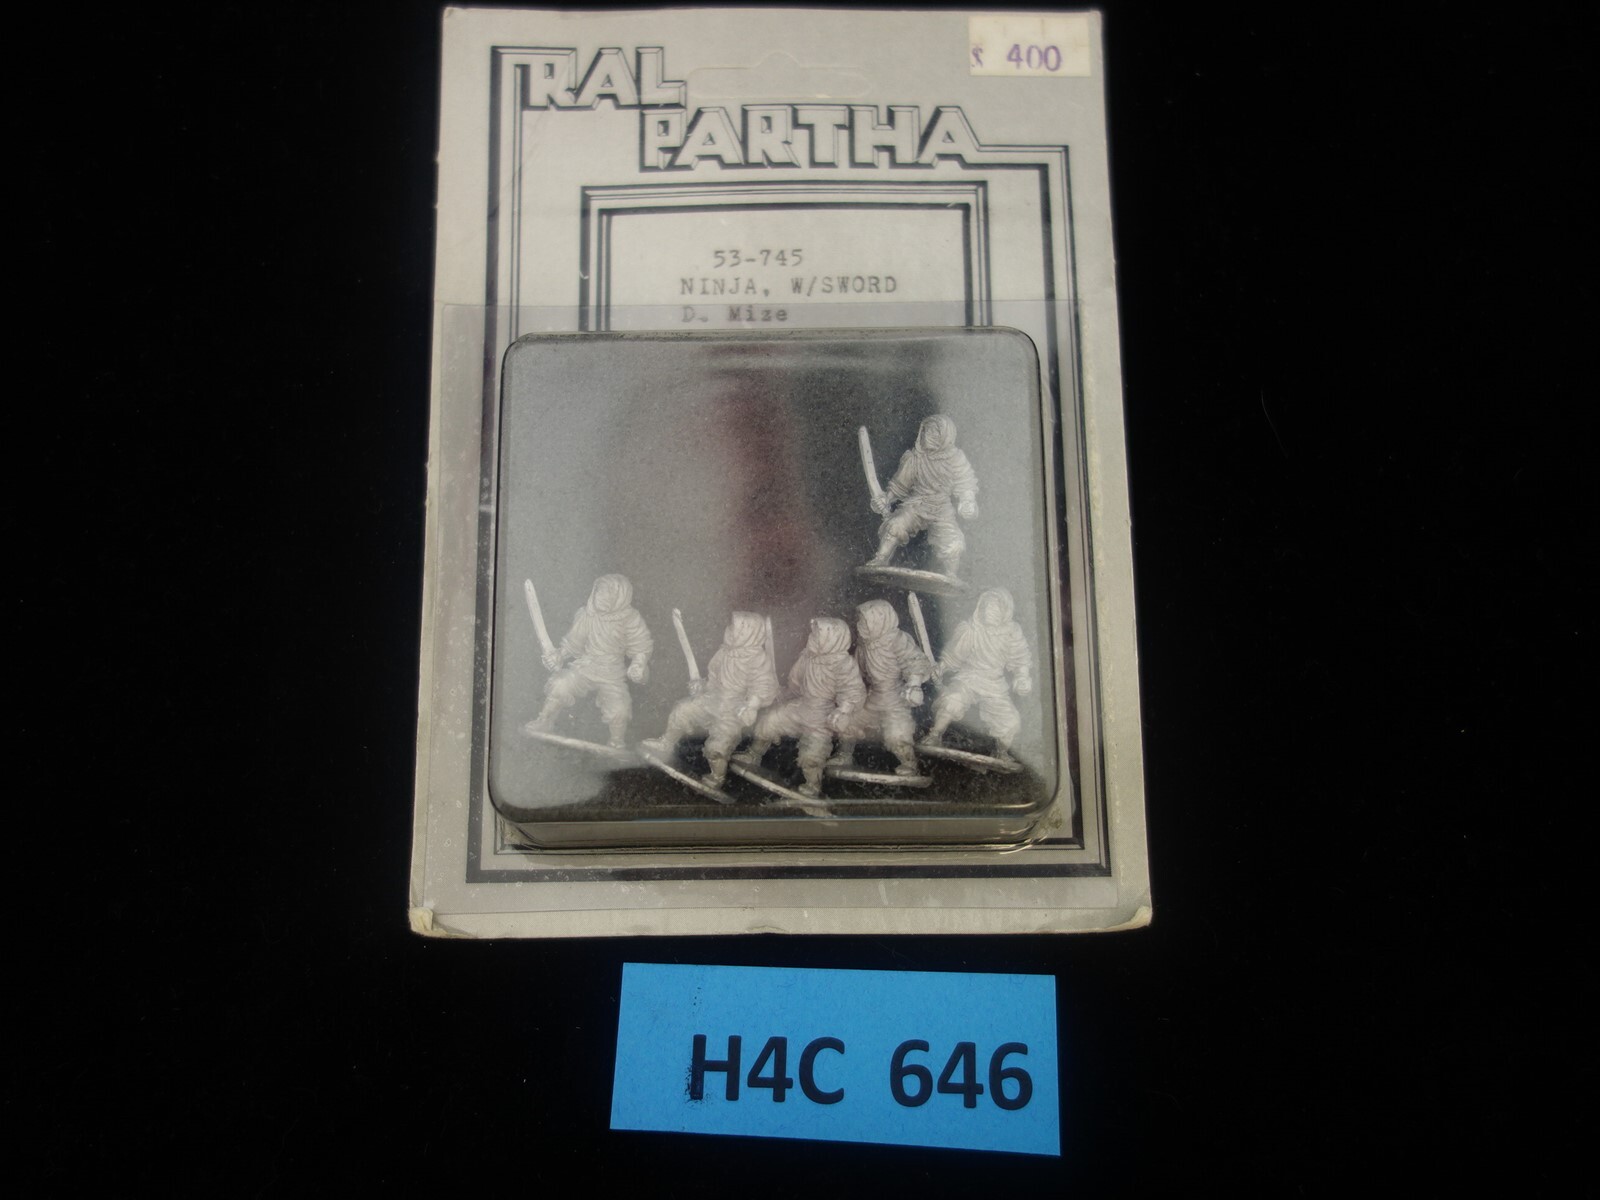 $ 400
RAL
PARTHA
53-745
NINJA, W/SWORD
D. Mize
H4C 646